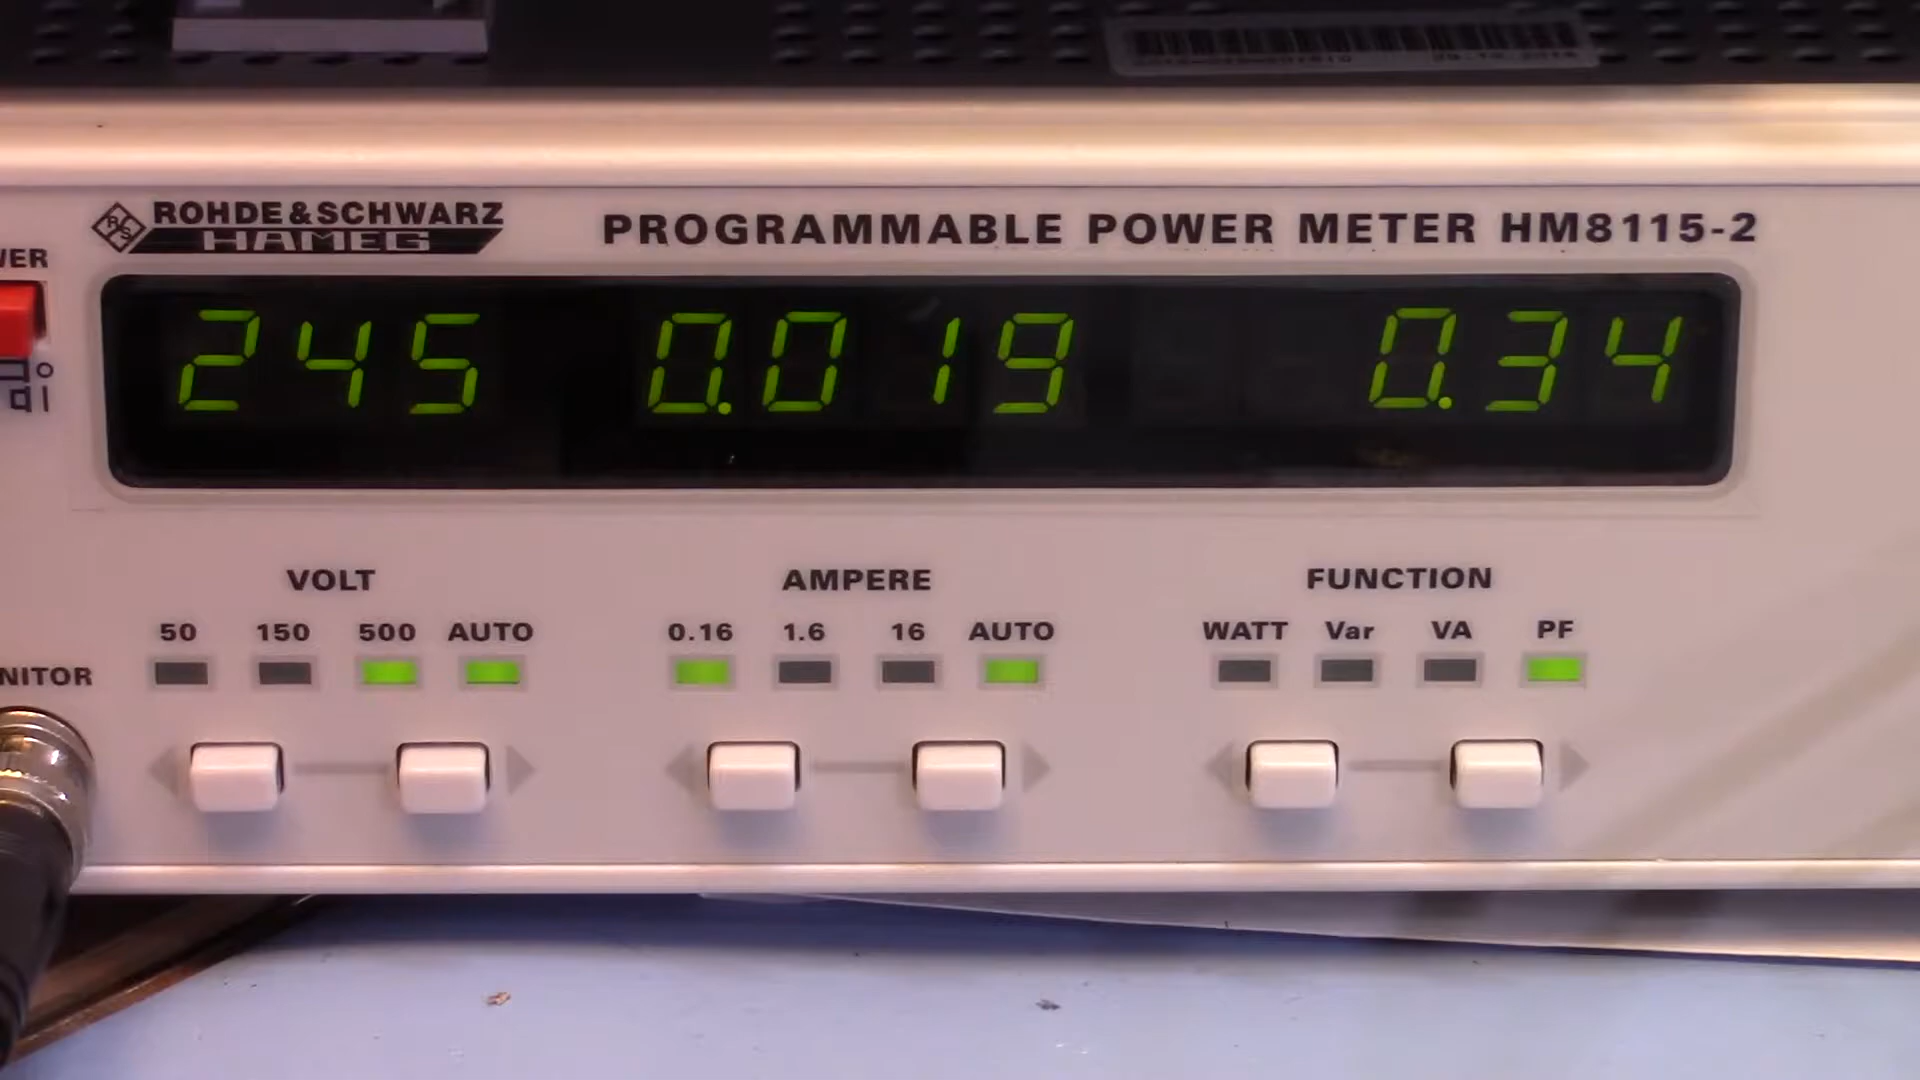 ROHDE&SCHWARZ
HAMEG
PROGRAMMABLE POWER METER HM8115-2
WER
245 0.019 0.34
VOLT AMPERE FUNCTION
50 150 500 AUTO 0.16 1.6 16 AUTO WATT Var VA PF
NITOR